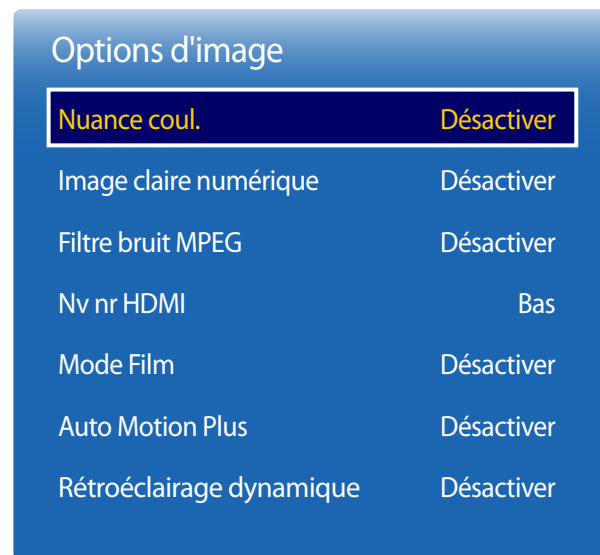 Options d'image
Nuance coul. Désactiver
Image claire numérique Désactiver
Filtre bruit MPEG Désactiver
Nv nr HDMI Bas
Mode Film Désactiver
Auto Motion Plus Désactiver
Rétroéclairage dynamique Désactiver